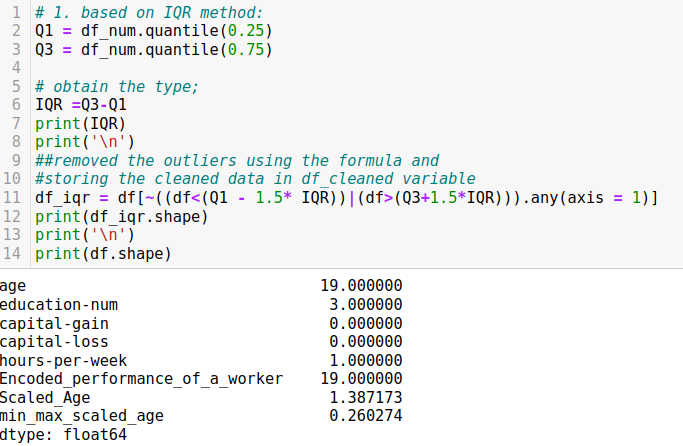 1 # 1. based on IQR method:
2 Q1 = df_num.quantile(0.25)
3 Q3 = df_num.quantile(0.75)
4
5 # obtain the type;
6 IQR =Q3-Q1
7 print(IQR)
8 print('\n')
9 ##removed the outliers using the formula and
10 #storing the cleaned data in df_cleaned variable
11 df_iqr = df[~((df<(Q1 - 1.5* IQR))|(df>(Q3+1.5*IQR))).any(axis = 1)]
12 print(df_iqr.shape)
13 print('\n')
14 print(df.shape)
age 19.000000
education-num 3.000000
capital-gain 0.000000
capital-loss 0.000000
hours-per-week 1.000000
Encoded_performance_of_a_worker 19.000000
Scaled_Age 1.387173
min_max_scaled_age 0.260274
dtype: float64